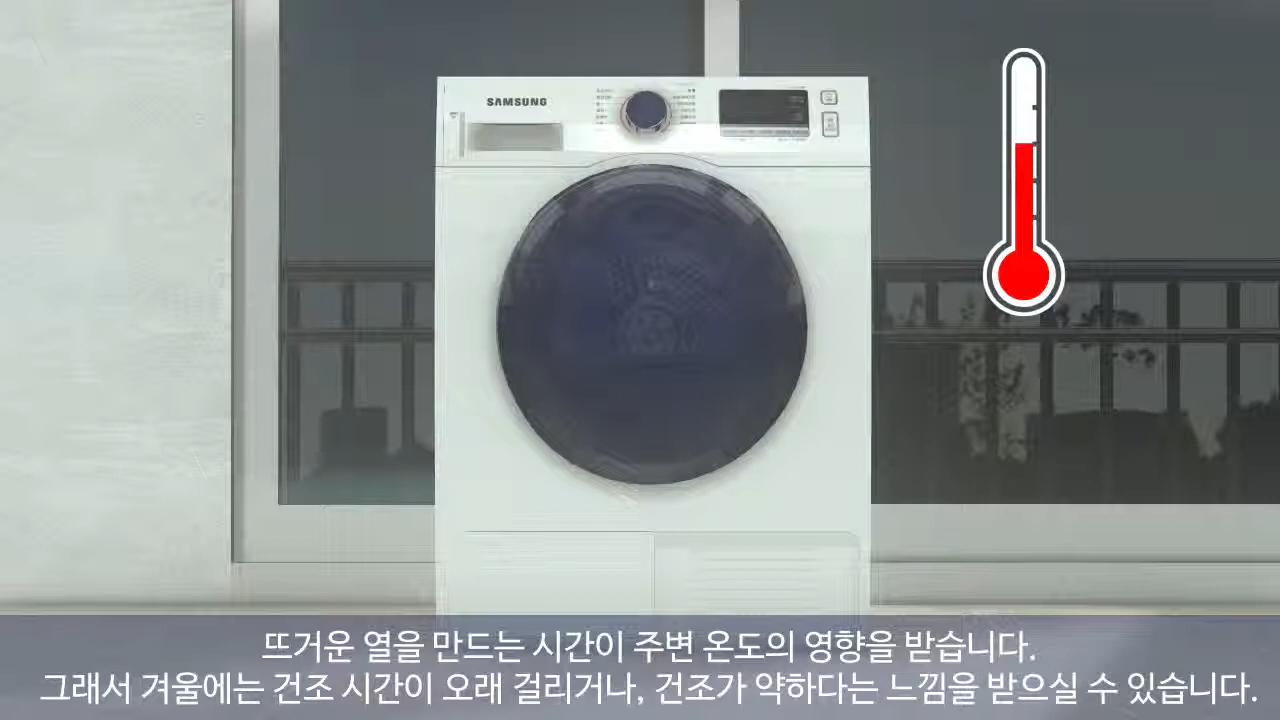 SAMSUNG
뜨거운 열을 만드는 시간이 주변 온도의 영향을 받습니다.
그래서 겨울에는 건조 시간이 오래 걸리거나, 건조가 약하다는 느낌을 받으실 수 있습니다.